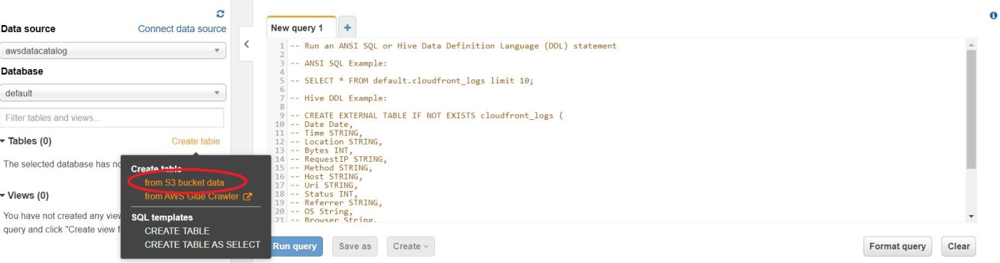 Data source
Connect data source
awsdatacatalog
Database
default
Filter tables and views...
Tables (0)
Create table
The selected database has no
Create table
from S3 bucket data
from AWS Glue Crawler
Views (0)
You have not created any view
query and click "Create view f
SQL templates
CREATE TABLE
CREATE TABLE AS SELECT
New query 1
+
1 -- Run an ANSI SQL or Hive Data Definition Language (DDL) statement
2
3 -- ANSI SQL Example:
4
5 -- SELECT * FROM default.cloudfront_logs limit 10;
6
7 -- Hive DDL Example:
8
9 -- CREATE EXTERNAL TABLE IF NOT EXISTS cloudfront_logs (
10 -- Date Date,
11 -- Time STRING,
12 -- Location STRING,
13 -- Bytes INT,
14 -- RequestIP STRING,
15 -- Method STRING,
16 -- Host STRING,
17 -- Uri STRING,
18 -- Status INT,
19 -- Referrer STRING,
20 -- OS String,
21 -- Browser String,
Run query
Save as
Create
Format query
Clear